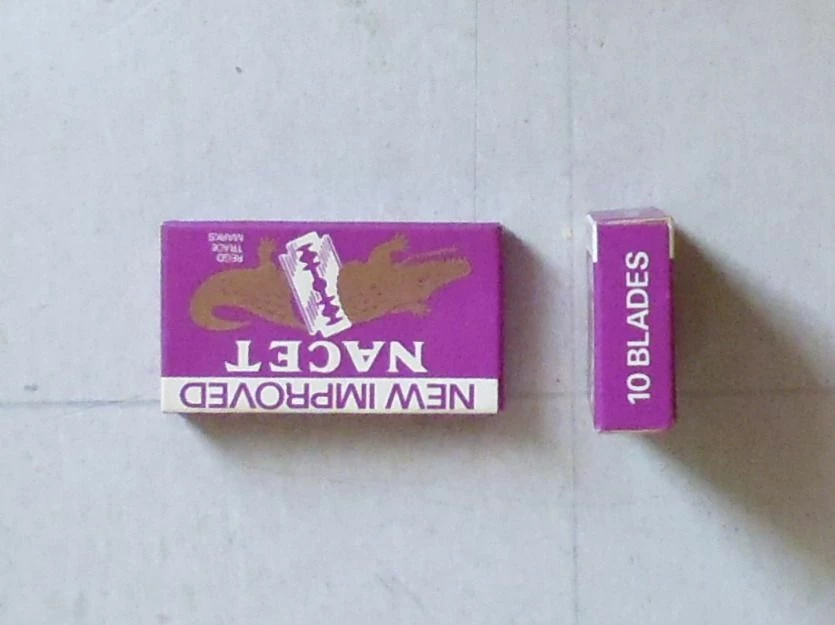 NEW IMPROVED
NACET
REGD
TRADE
MARKS
10 BLADES